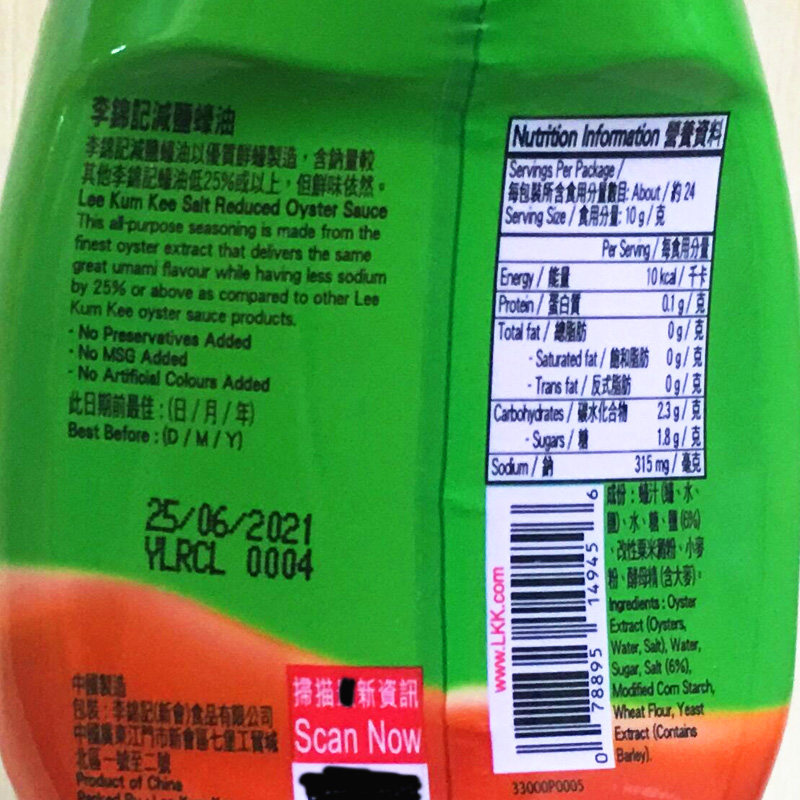 李錦記減鹽蠔油
李錦記減鹽蠔油以優質鮮蠔製造，含鈉量較
其他李錦記蠔油低25%或以上，但鮮味依然。
Lee Kum Kee Salt Reduced Oyster Sauce
This all-purpose seasoning is made from the
finest oyster extract that delivers the same
great umami flavour while having less sodium
by 25% or above as compared to other Lee
Kum Kee oyster sauce products.
- No Preservatives Added
- No MSG Added
- No Artificial Colours Added
此日期前最佳 : (日 / 月 / 年)
Best Before : (D / M / Y)
25/06/2021
YLRCL 0004
中國製造
包裝 : 李錦記(新會)食品有限公司
中國廣東江門市新會區七堡工貿城
北區一號至二號
Product of China
掃描 新資訊
Scan Now
Nutrition Information 營養資料
Servings Per Package /
每包裝所含食用分量數目: About / 約 24
Serving Size / 食用分量: 10 g / 克
Per Serving / 每食用分量
Energy / 能量 10 kcal / 千卡
Protein / 蛋白質 0.1 g / 克
Total fat / 總脂肪 0 g / 克
- Saturated fat / 飽和脂肪 0 g / 克
- Trans fat / 反式脂肪 0 g / 克
Carbohydrates / 碳水化合物 2.3 g / 克
- Sugars / 糖 1.8 g / 克
Sodium / 鈉 315 mg / 毫克
www.LKK.com
0 78895 14945 6
33000P0005
成份 : 蠔汁 (蠔、水、
鹽)、水、糖、鹽 (6%)
、改性粟米澱粉、小麥
粉、酵母精 (含大麥)。
Ingredients : Oyster
Extract (Oysters,
Water, Salt), Water,
Sugar, Salt (6%),
Modified Corn Starch,
Wheat Flour, Yeast
Extract (Contains
Barley).